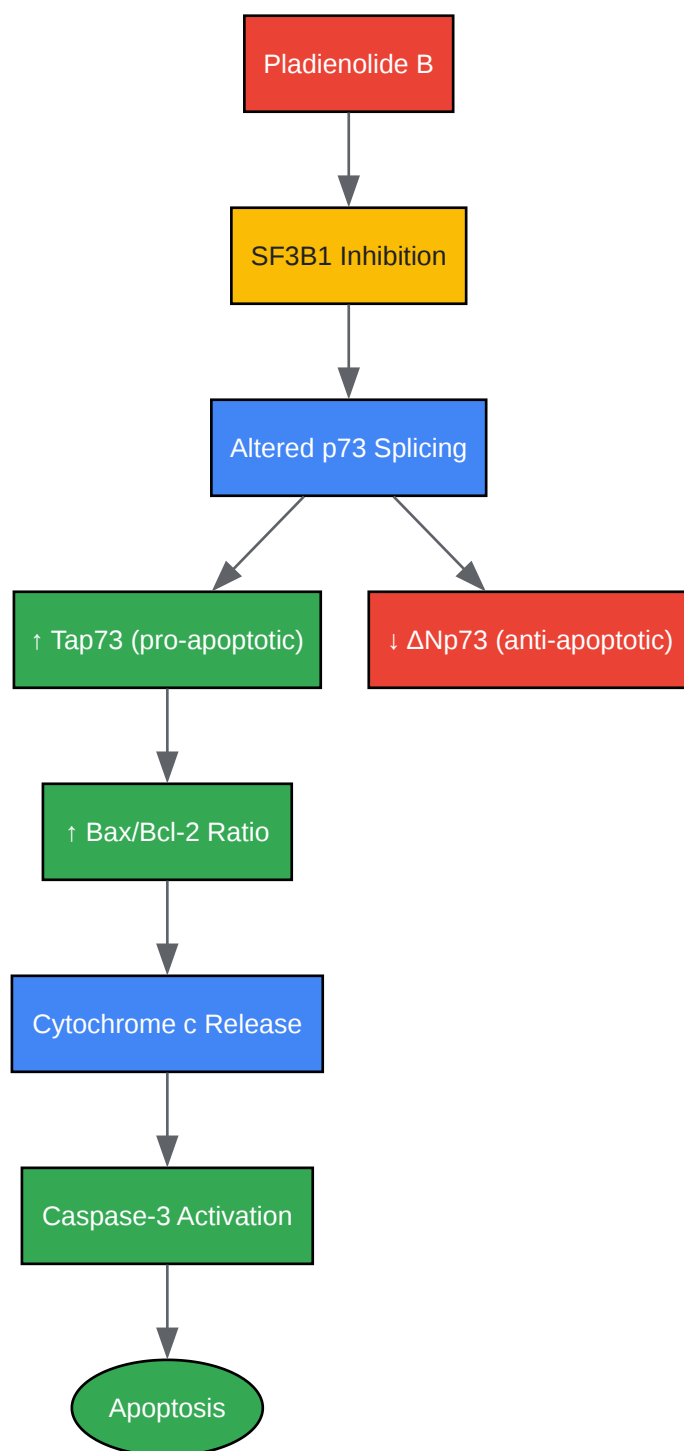 Pladienolide B
SF3B1 Inhibition
Altered p73 Splicing
↑ Tap73 (pro-apoptotic)
↓ ΔNp73 (anti-apoptotic)
↑ Bax/Bcl-2 Ratio
Cytochrome c Release
Caspase-3 Activation
Apoptosis